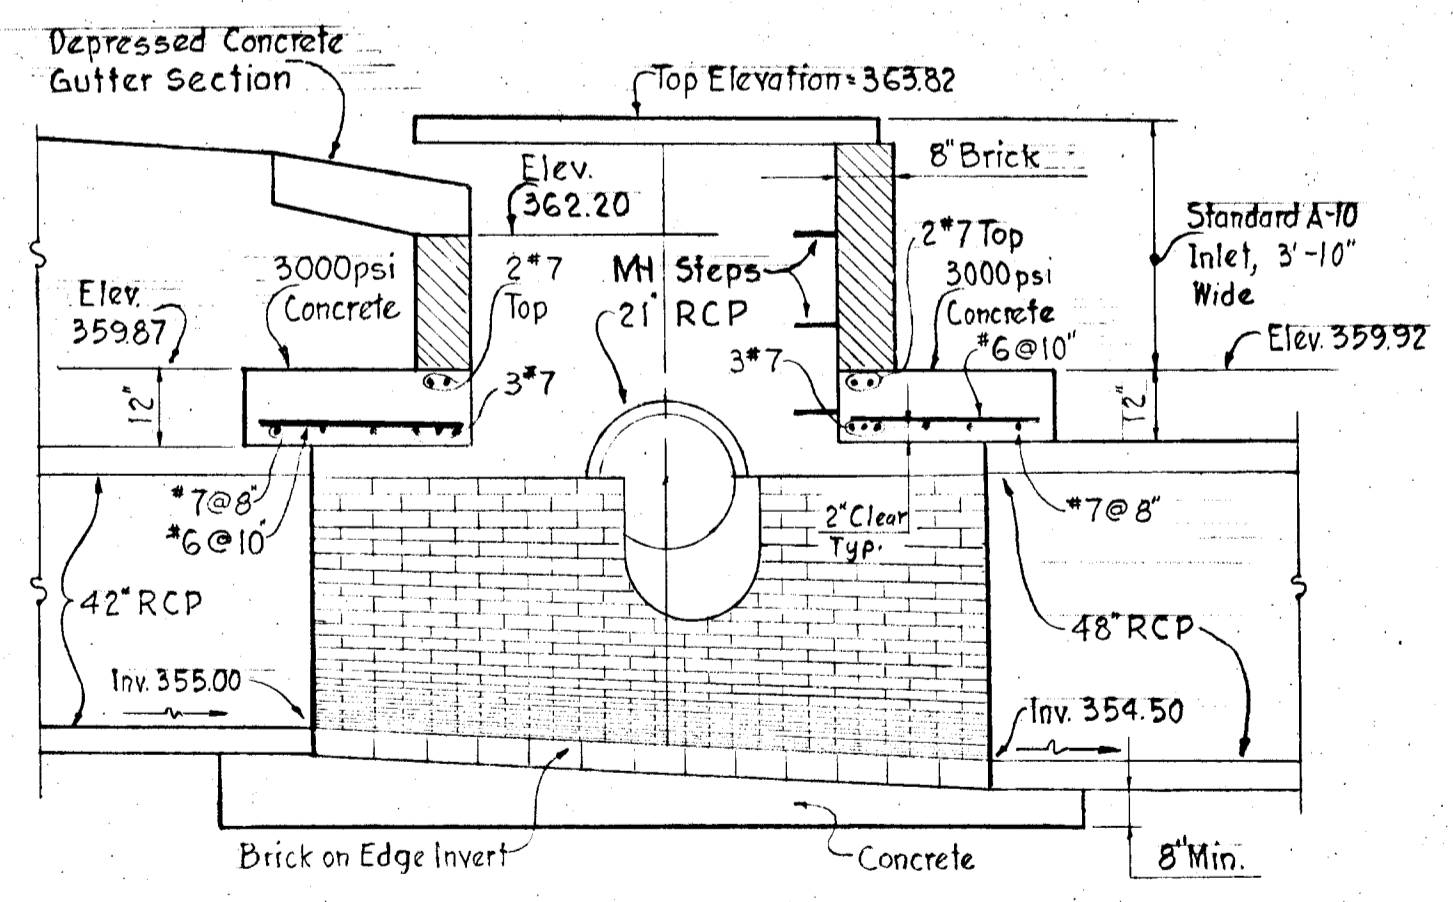 Depressed Concrete
Gutter Section
Top Elevation = 363.82
8" Brick
Elev.
362.20
Standard A-10
Inlet, 3'-10"
Wide
2#7 Top
3000psi
Concrete
#6@10"
Elev. 359.92
3000psi
Concrete
2#7
Top
MH Steps
21" RCP
Elev.
359.87
3#7
3#7
12"
12"
#7@8"
#6@10"
2" Clear
Typ.
#7@8"
42" RCP
48" RCP
Inv. 355.00
Inv. 354.50
Brick on Edge Invert
Concrete
8" Min.